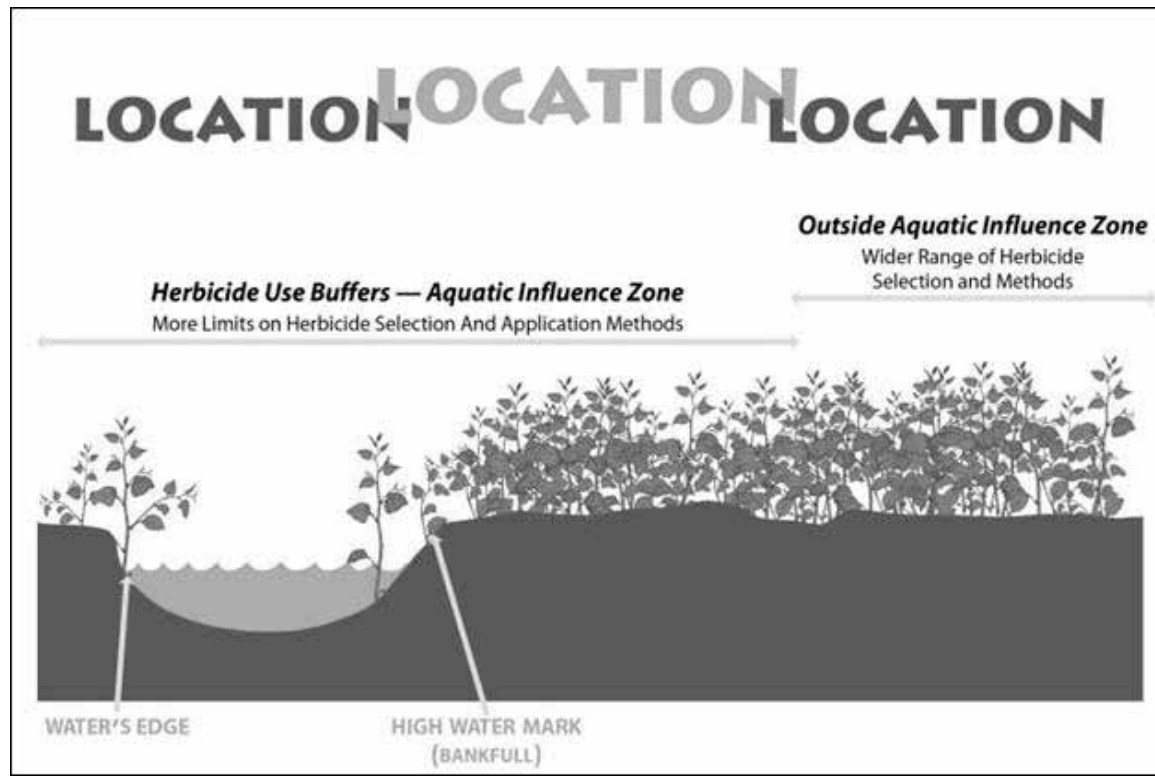 LOCATION LOCATION LOCATION
Outside Aquatic Influence Zone
Wider Range of Herbicide
Selection and Methods
Herbicide Use Buffers — Aquatic Influence Zone
More Limits on Herbicide Selection And Application Methods
WATER'S EDGE
HIGH WATER MARK
(BANKFULL)